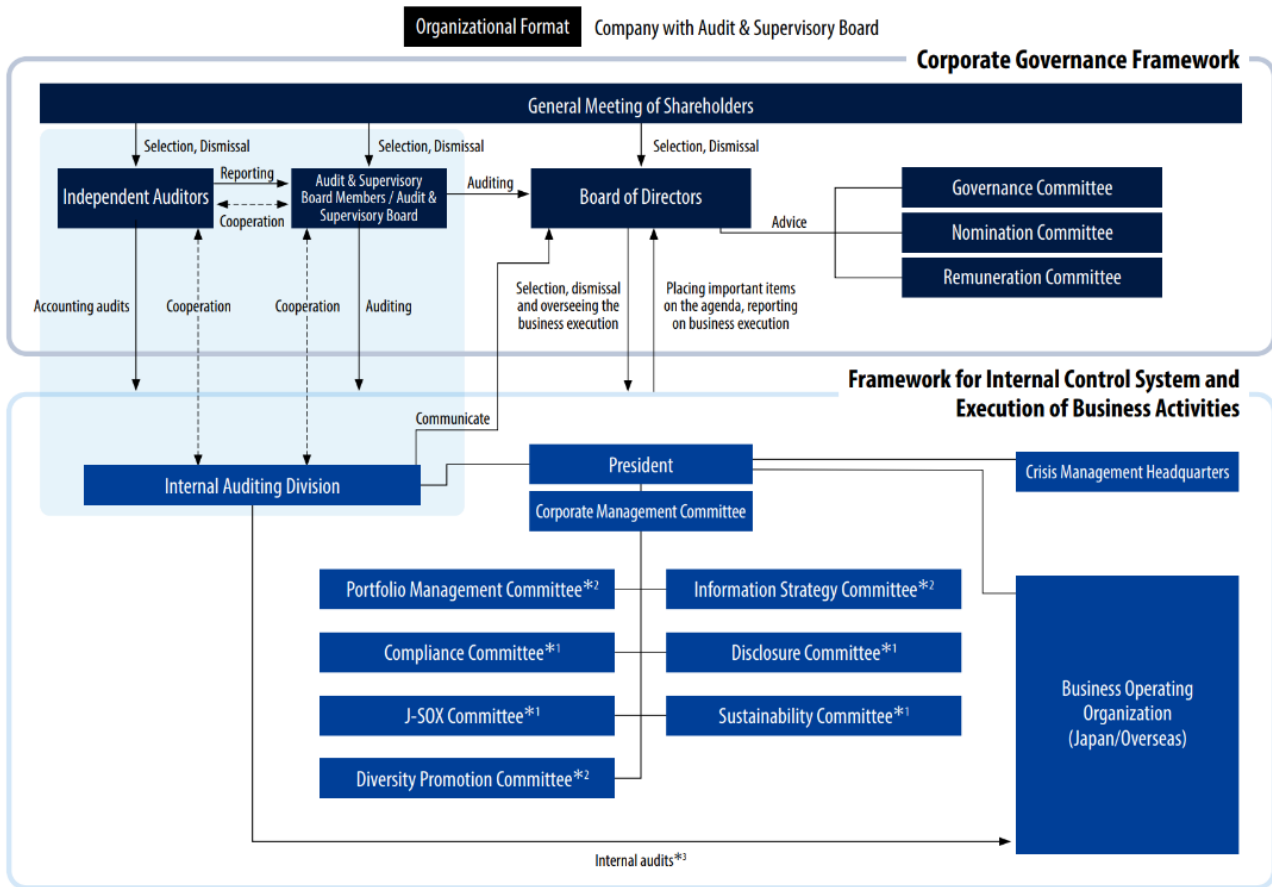 Organizational Format Company with Audit & Supervisory Board
Corporate Governance Framework
General Meeting of Shareholders
Selection, Dismissal
Selection, Dismissal
Selection, Dismissal
Independent Auditors
Reporting
Cooperation
Audit & Supervisory
Board Members / Audit &
Supervisory Board
Auditing
Board of Directors
Advice
Governance Committee
Nomination Committee
Remuneration Committee
Accounting audits
Cooperation
Cooperation
Auditing
Selection, dismissal
and overseeing the
business execution
Placing important items
on the agenda, reporting
on business execution
Framework for Internal Control System and
Execution of Business Activities
Communicate
Internal Auditing Division
President
Corporate Management Committee
Crisis Management Headquarters
Portfolio Management Committee*2
Information Strategy Committee*2
Compliance Committee*1
Disclosure Committee*1
J-SOX Committee*1
Sustainability Committee*1
Diversity Promotion Committee*2
Business Operating
Organization
(Japan/Overseas)
Internal audits*3